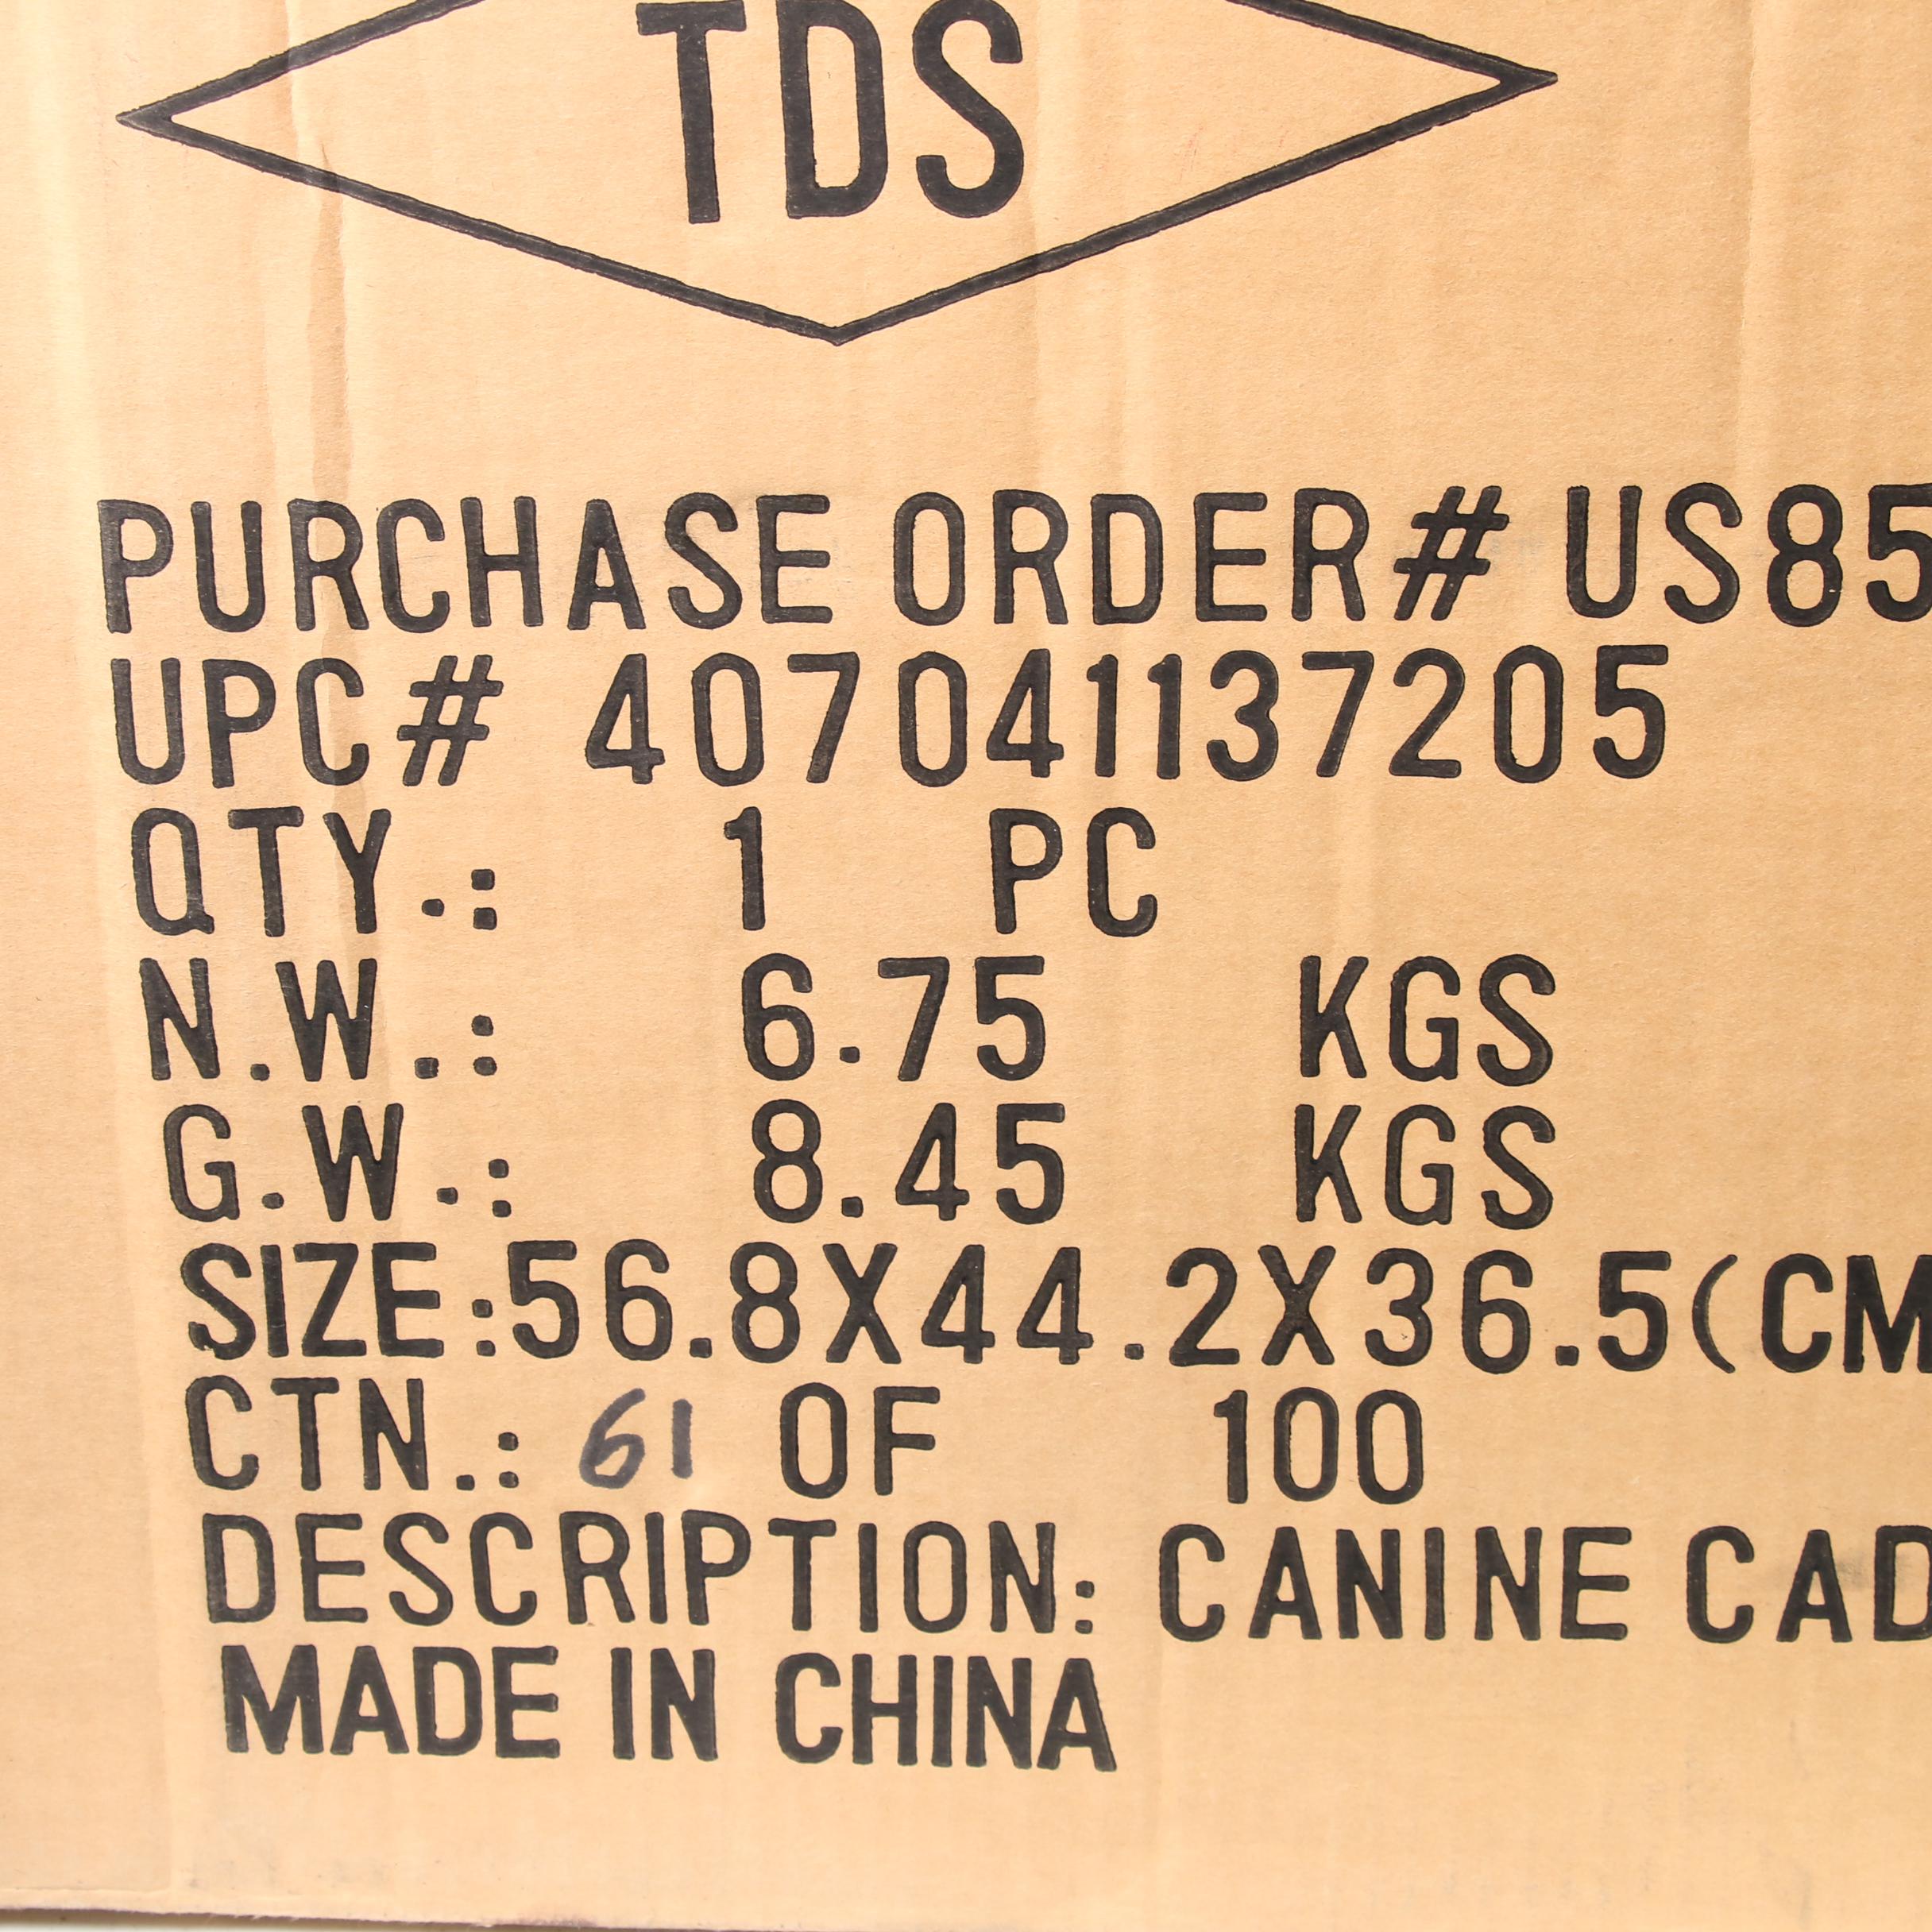 TDS
PURCHASE ORDER# US85
UPC# 407041137205
QTY.: 1 PC
N.W.: 6.75 KGS
G.W.: 8.45 KGS
SIZE:56.8X44.2X36.5(CM
CTN.: 61 OF 100
DESCRIPTION: CANINE CAD
MADE IN CHINA